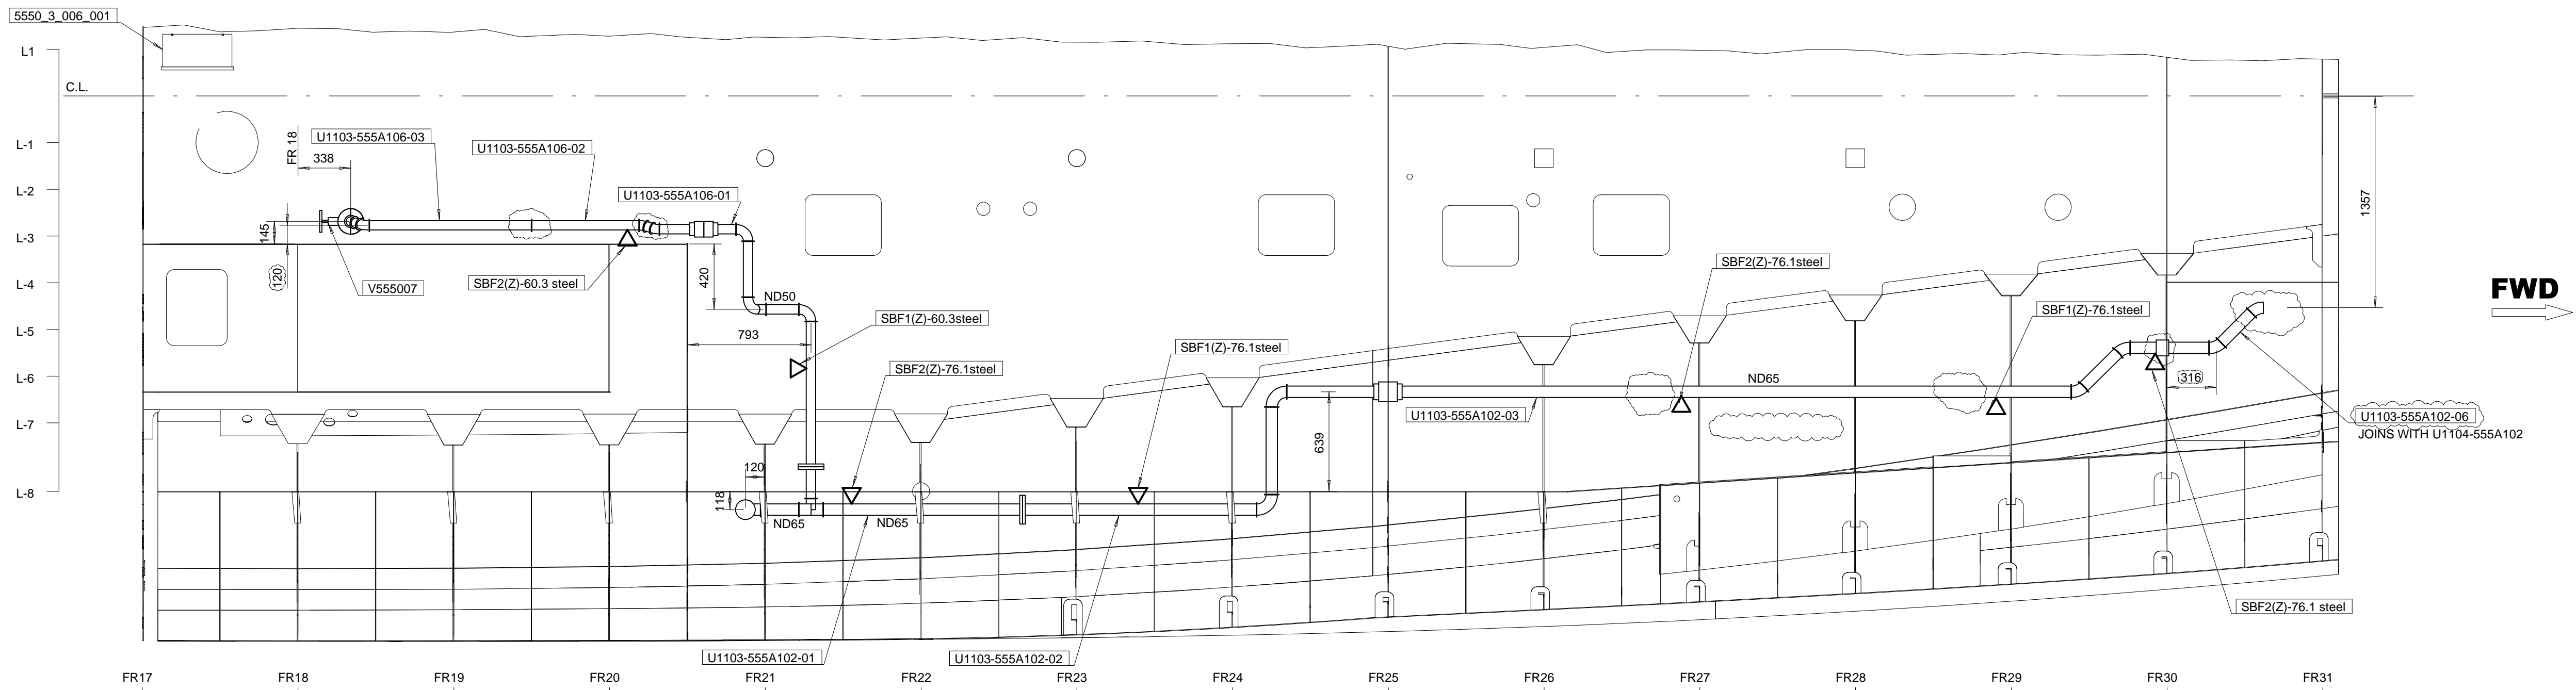 5550_3_006_001
L1
C.L.
L-1
L-2
L-3
L-4
L-5
L-6
L-7
L-8
FR 18
338
U1103-555A106-03
U1103-555A106-02
U1103-555A106-01
145
120
V555007
SBF2(Z)-60.3 steel
420
ND50
793
SBF1(Z)-60.3steel
SBF2(Z)-76.1steel
SBF1(Z)-76.1steel
SBF2(Z)-76.1steel
SBF1(Z)-76.1steel
1357
FWD
ND65
316
U1103-555A102-03
U1103-555A102-06
JOINS WITH U1104-555A102
639
120
118
ND65
ND65
SBF2(Z)-76.1 steel
U1103-555A102-01
U1103-555A102-02
FR17
FR18
FR19
FR20
FR21
FR22
FR23
FR24
FR25
FR26
FR27
FR28
FR29
FR30
FR31